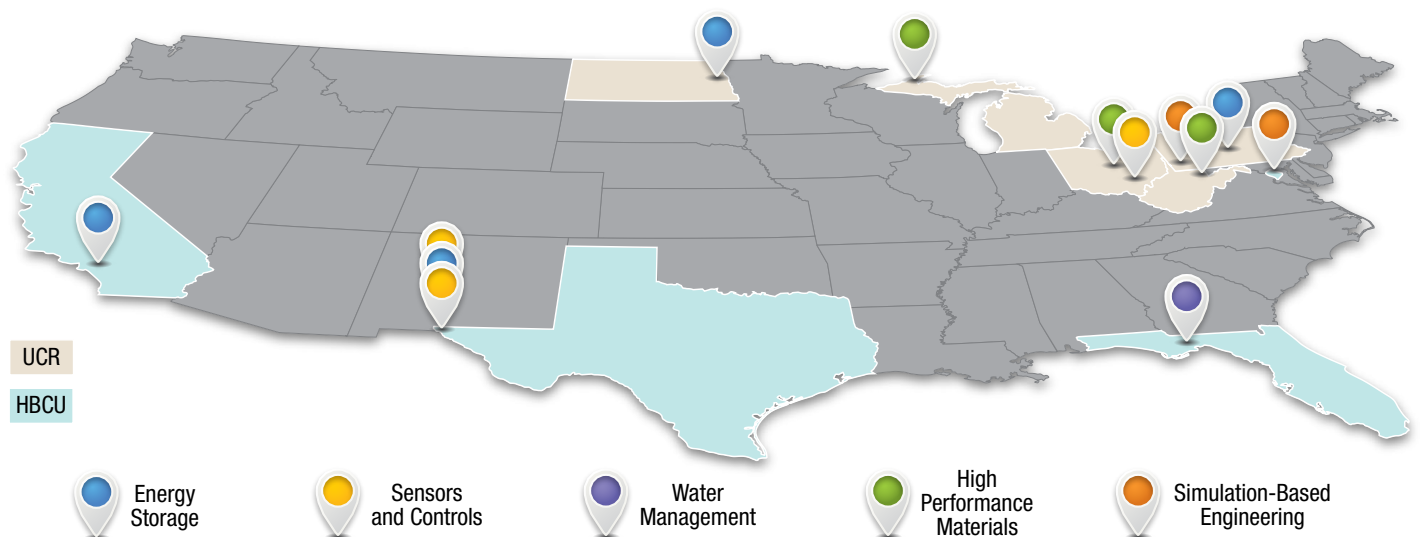 UCR
HBCU
Energy
Storage
Sensors
and Controls
Water
Management
High
Performance
Materials
Simulation-Based
Engineering